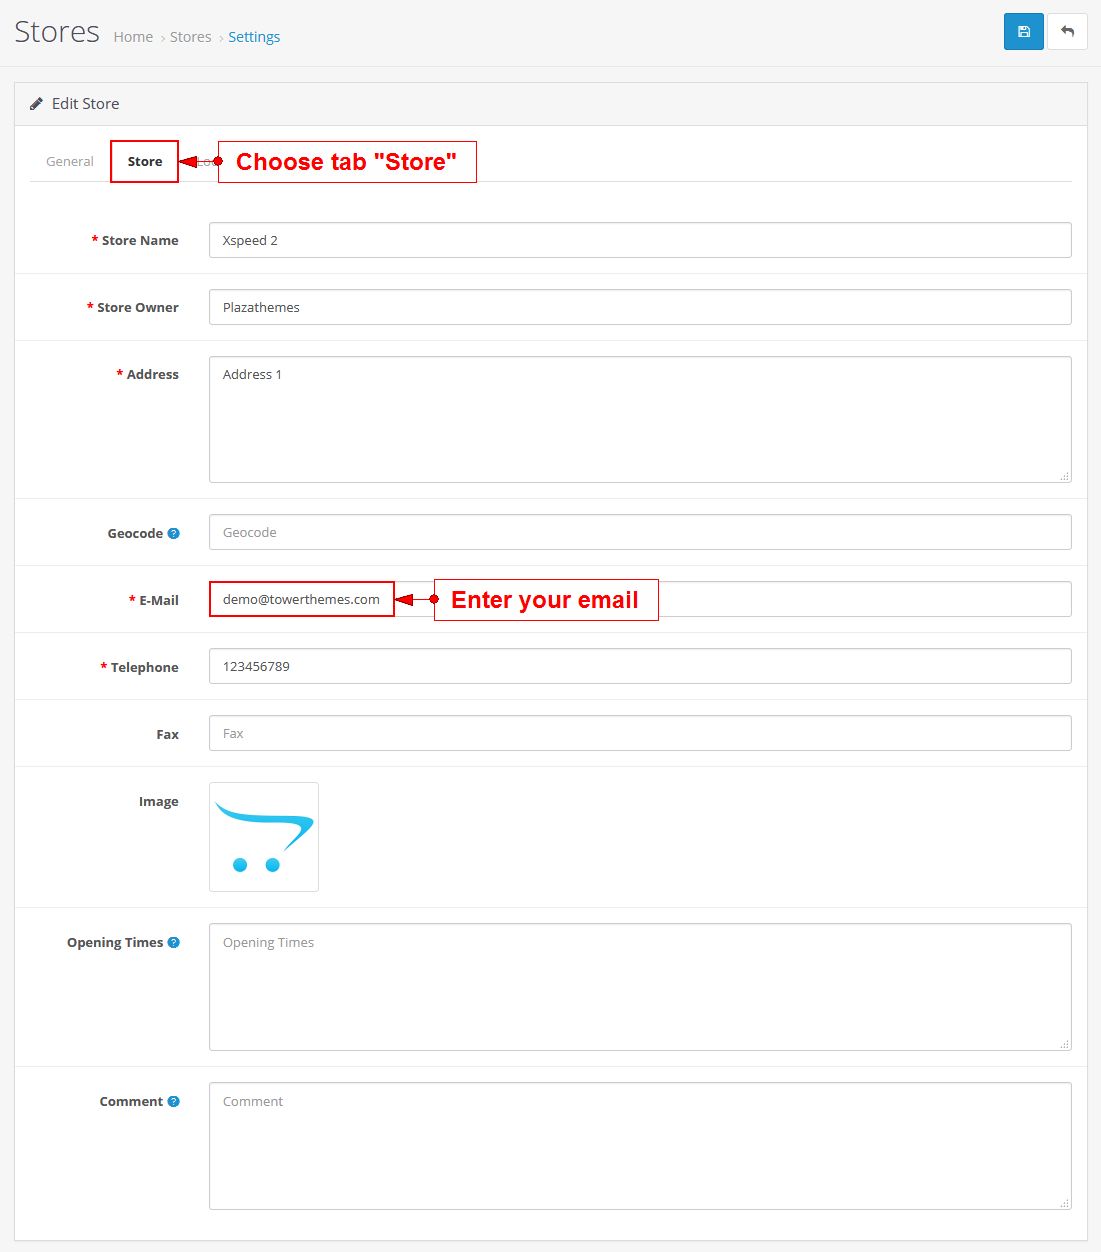 Stores Home › Stores › Settings
Edit Store
General Store Choose tab "Store"
* Store Name Xspeed 2
* Store Owner Plazathemes
* Address Address 1
Geocode ? Geocode
* E-Mail demo@towerthemes.com Enter your email
* Telephone 123456789
Fax Fax
Image
Opening Times ? Opening Times
Comment ? Comment